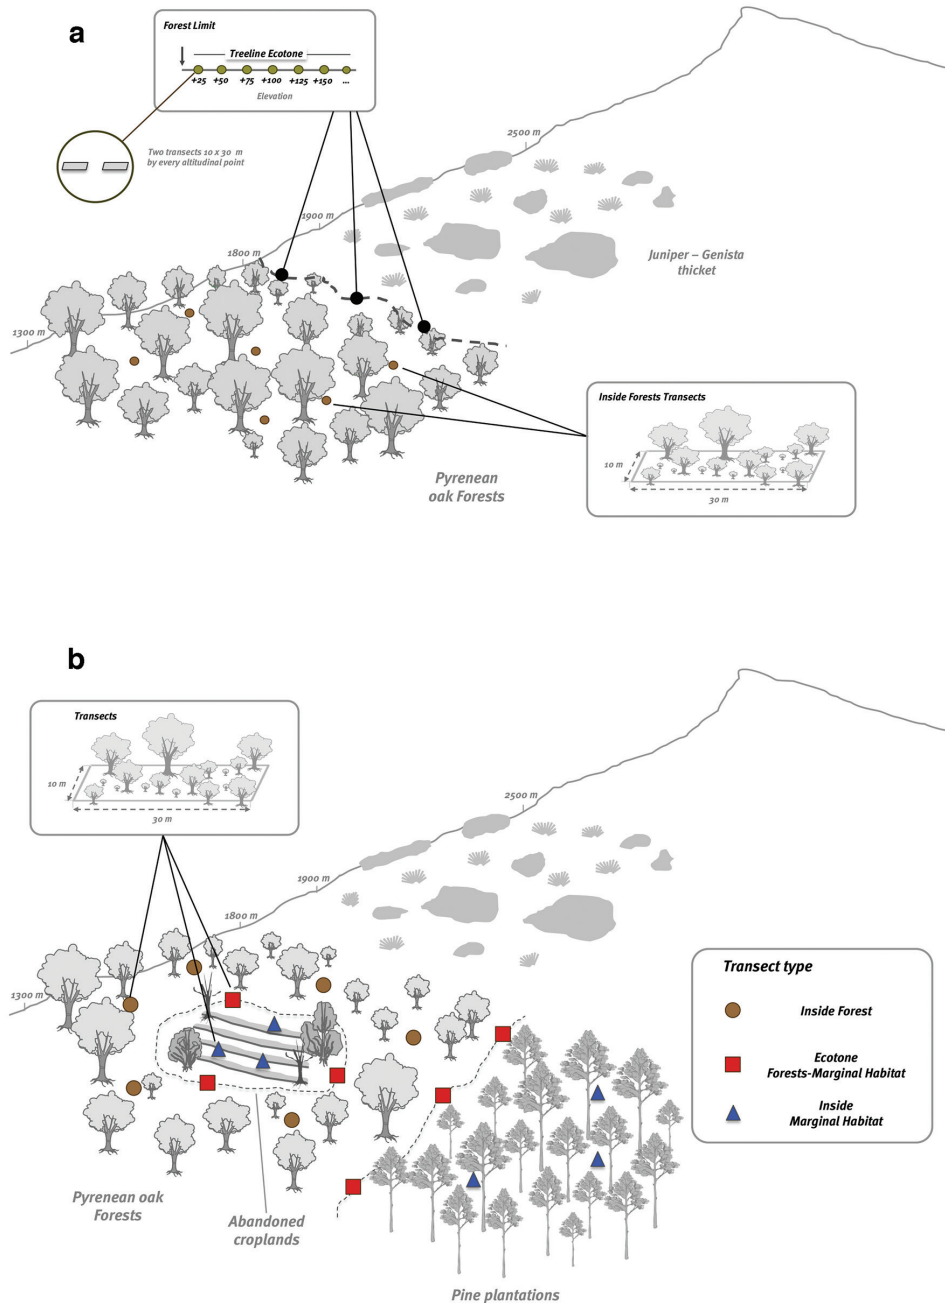 a
Forest Limit
Treeline Ecotone
+25 +50 +75 +100 +125 +150 ...
Elevation
Two transects 10 x 30 m
by every altitudinal point
2500 m
1900 m
1800 m
1300 m
Juniper – Genista
thicket
Inside Forests Transects
10 m
30 m
Pyrenean
oak Forests
b
Transects
10 m
30 m
2500 m
1900 m
1800 m
1300 m
Transect type
Inside Forest
Ecotone
Forests-Marginal Habitat
Inside
Marginal Habitat
Pyrenean oak
Forests
Abandoned
croplands
Pine plantations